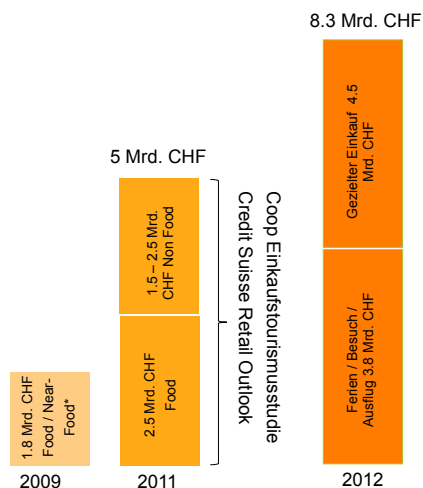 8.3 Mrd. CHF
Gezielter Einkauf 4.5
Mrd. CHF
Ferien / Besuch /
Ausflug 3.8 Mrd. CHF
5 Mrd. CHF
1.5 – 2.5 Mrd.
CHF Non Food
2.5 Mrd. CHF
Food
Coop Einkaufstourismusstudie
Credit Suisse Retail Outlook
1.8 Mrd. CHF
Food / Near-
Food*
2009
2011
2012